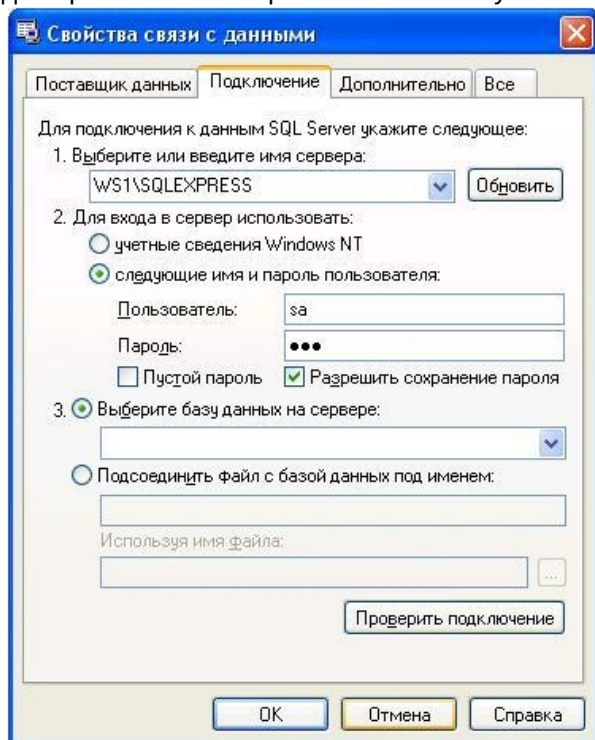 Свойства связи с данными
Поставщик данных Подключение Дополнительно Все
Для подключения к данным SQL Server укажите следующее:
1. Выберите или введите имя сервера:
WS1\SQLEXPRESS Обновить
2. Для входа в сервер использовать:
учетные сведения Windows NT
следующие имя и пароль пользователя:
Пользователь: sa
Пароль: •••
Пустой пароль Разрешить сохранение пароля
3. Выберите базу данных на сервере:
Подсоединить файл с базой данных под именем:
Используя имя файла:
...
Проверить подключение
OK Отмена Справка